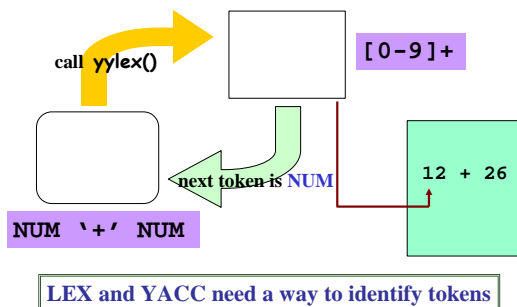 call yylex()
[0-9]+
next token is NUM
12 + 26
NUM ‘+’ NUM
LEX and YACC need a way to identify tokens